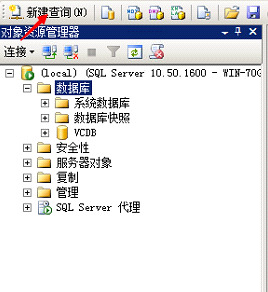 新建查询(N)
对象资源管理器
连接
(local) (SQL Server 10.50.1600 - WIN-70G
数据库
系统数据库
数据库快照
VCDB
安全性
服务器对象
复制
管理
SQL Server 代理